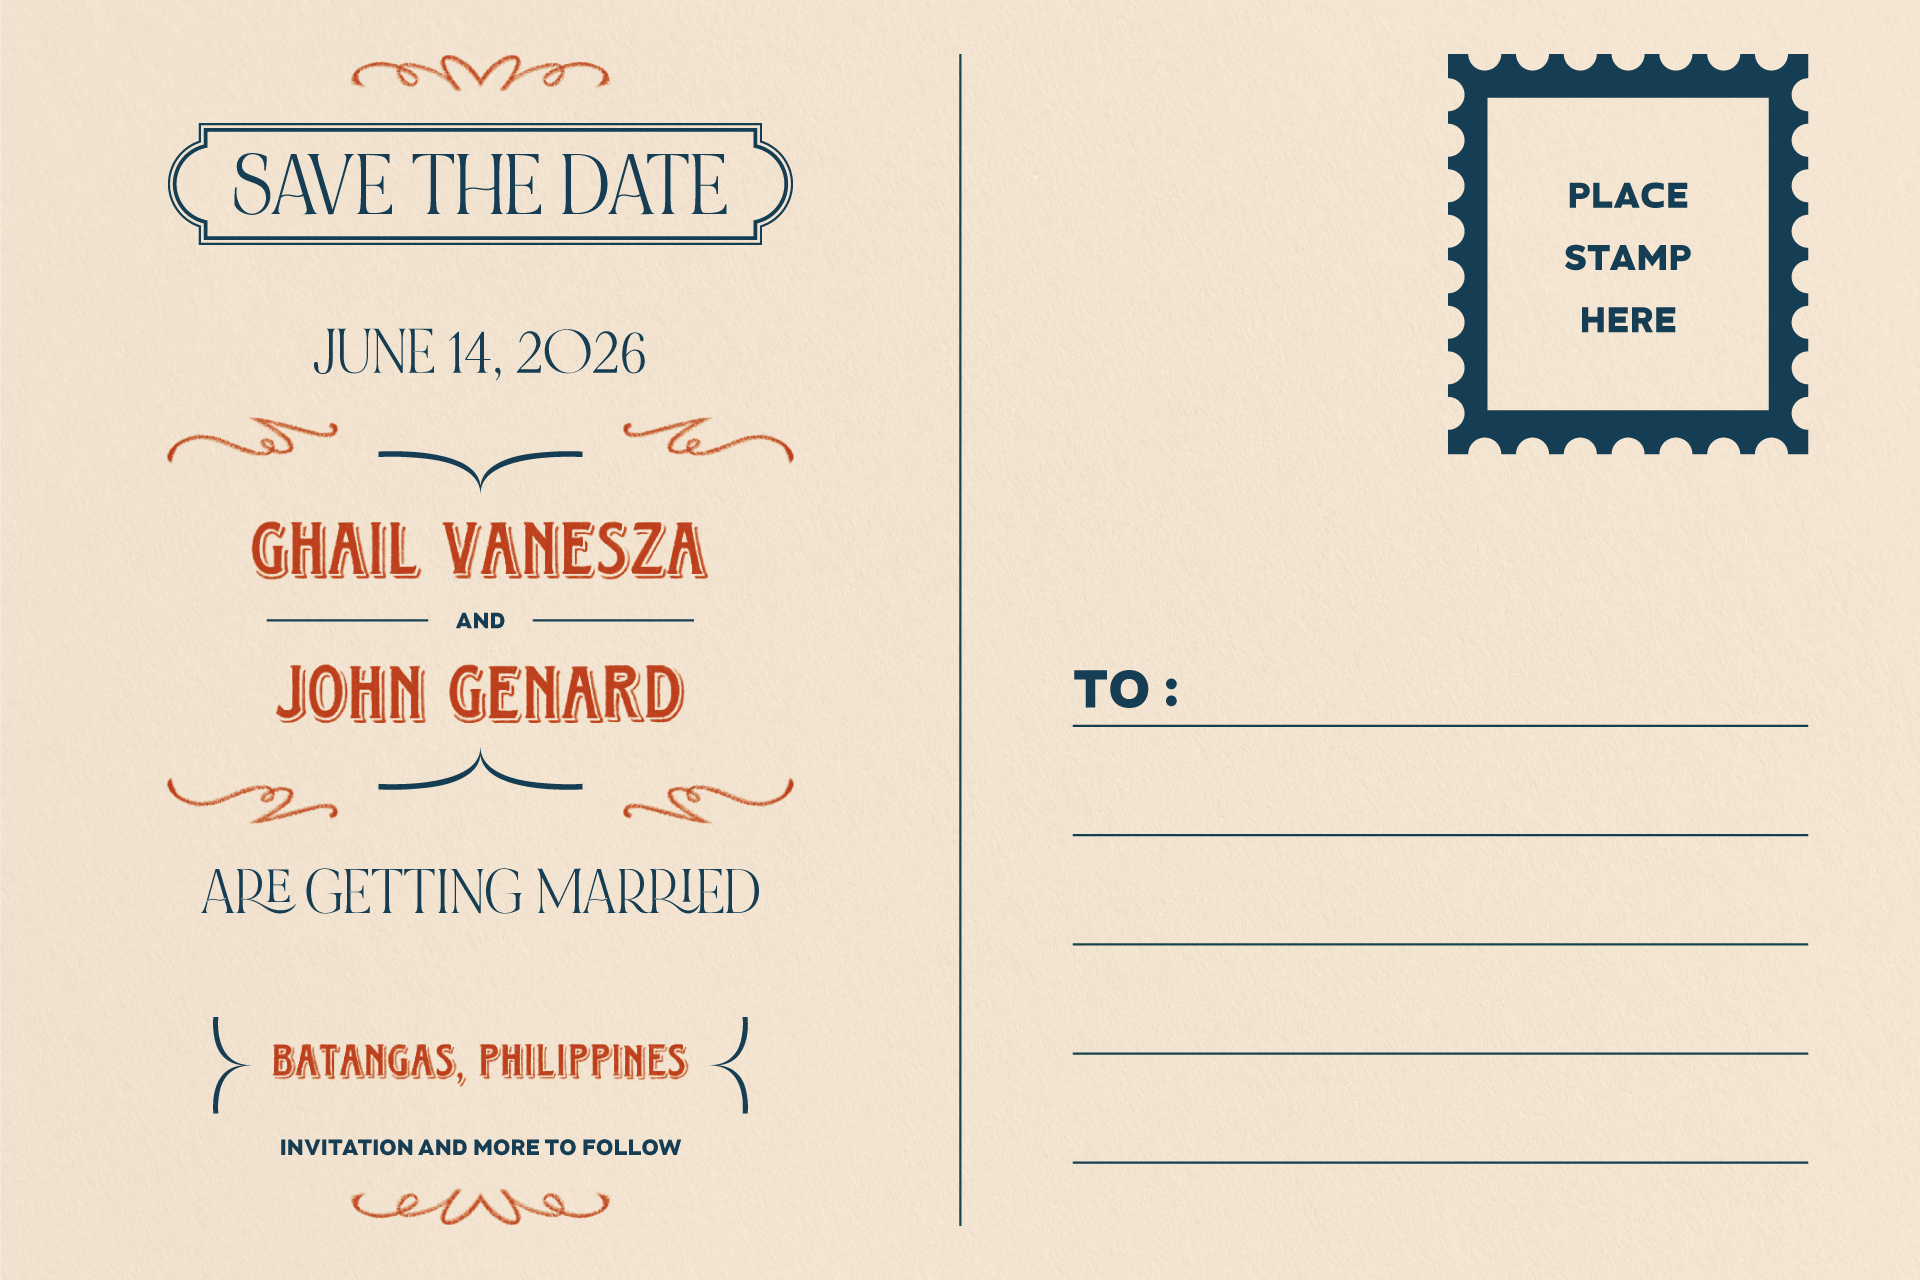 SAVE THE DATE
JUNE 14, 2026
GHAIL VANESZA
AND
JOHN GENARD
ARE GETTING MARRIED
BATANGAS, PHILIPPINES
INVITATION AND MORE TO FOLLOW
PLACE
STAMP
HERE
TO :